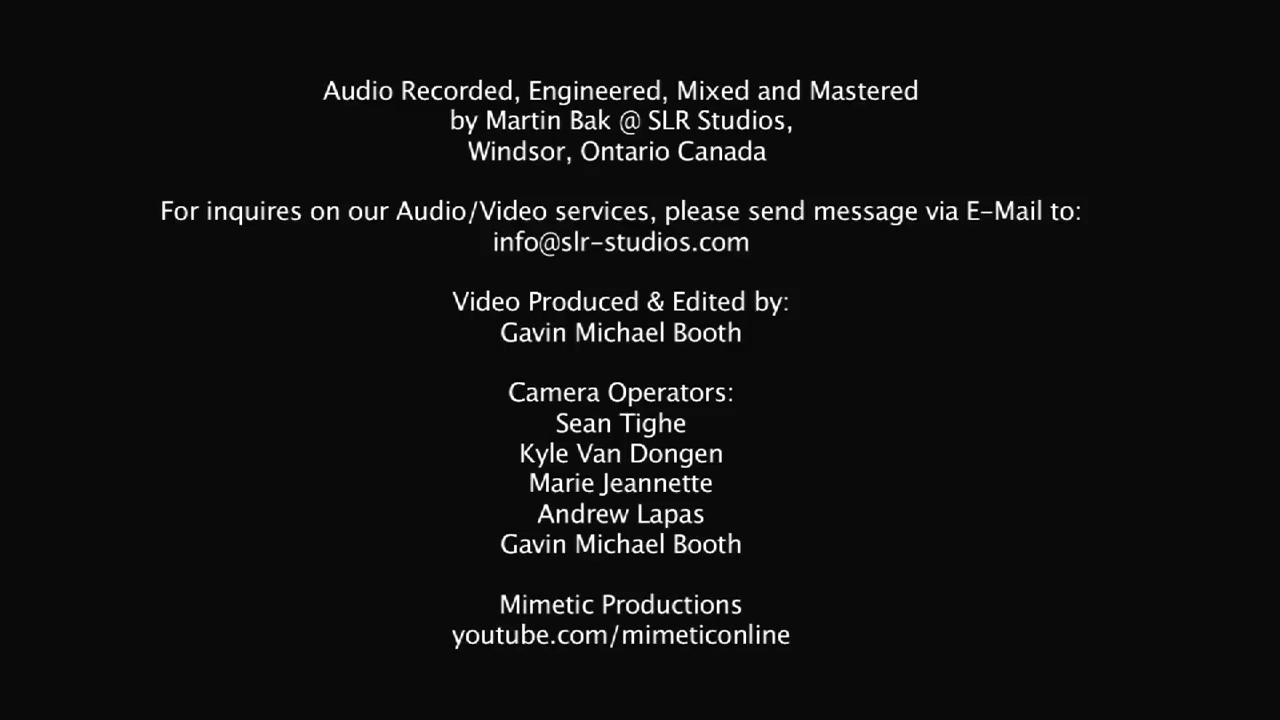 Audio Recorded, Engineered, Mixed and Mastered
by Martin Bak @ SLR Studios,
Windsor, Ontario Canada
For inquires on our Audio/Video services, please send message via E-Mail to:
info@slr-studios.com
Video Produced & Edited by:
Gavin Michael Booth
Camera Operators:
Sean Tighe
Kyle Van Dongen
Marie Jeannette
Andrew Lapas
Gavin Michael Booth
Mimetic Productions
youtube.com/mimeticonline